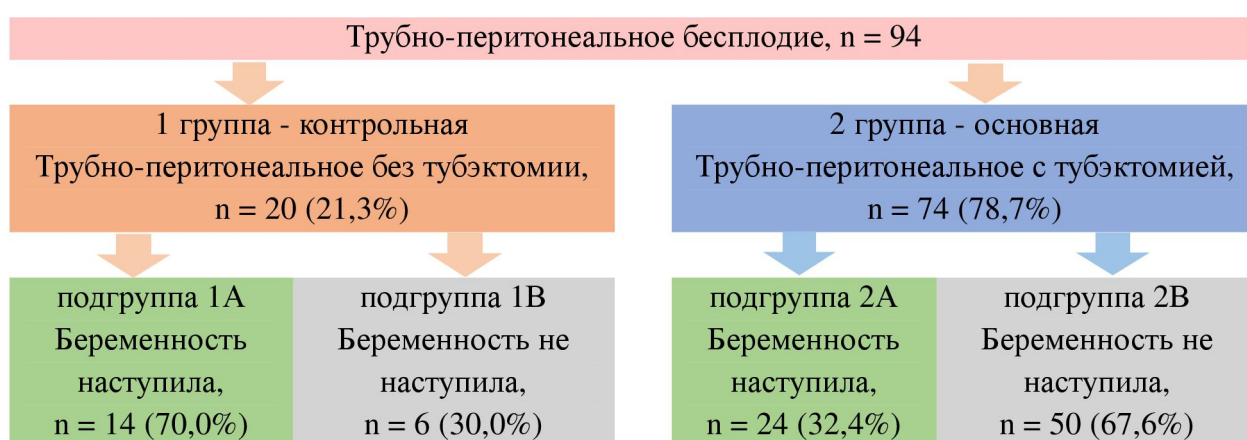 Трубно-перитонеальное бесплодие, n = 94
1 группа - контрольная
Трубно-перитонеальное без тубэктомии,
n = 20 (21,3%)
2 группа - основная
Трубно-перитонеальное с тубэктомией,
n = 74 (78,7%)
подгруппа 1А
Беременность
наступила,
n = 14 (70,0%)
подгруппа 1В
Беременность не
наступила,
n = 6 (30,0%)
подгруппа 2А
Беременность
наступила,
n = 24 (32,4%)
подгруппа 2В
Беременность не
наступила,
n = 50 (67,6%)